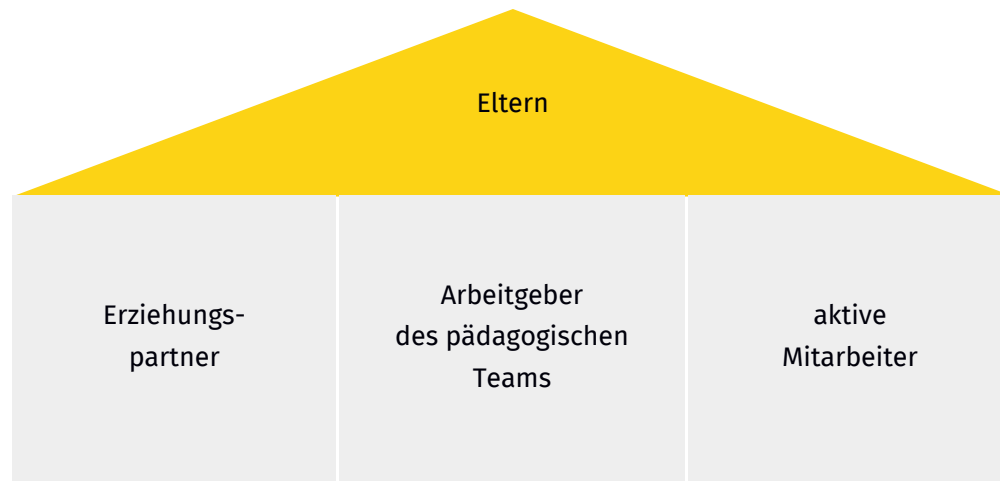 Eltern
Erziehungs-
partner
Arbeitgeber
des pädagogischen
Teams
aktive
Mitarbeiter